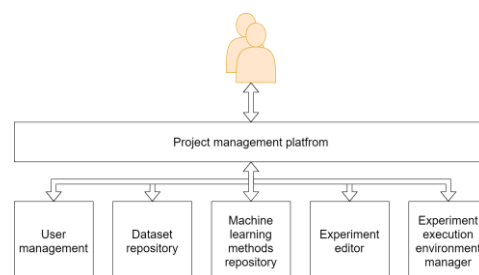 Project management platfrom
User
management
Dataset
repository
Machine
learning
methods
repository
Experiment
editor
Experiment
execution
environment
manager